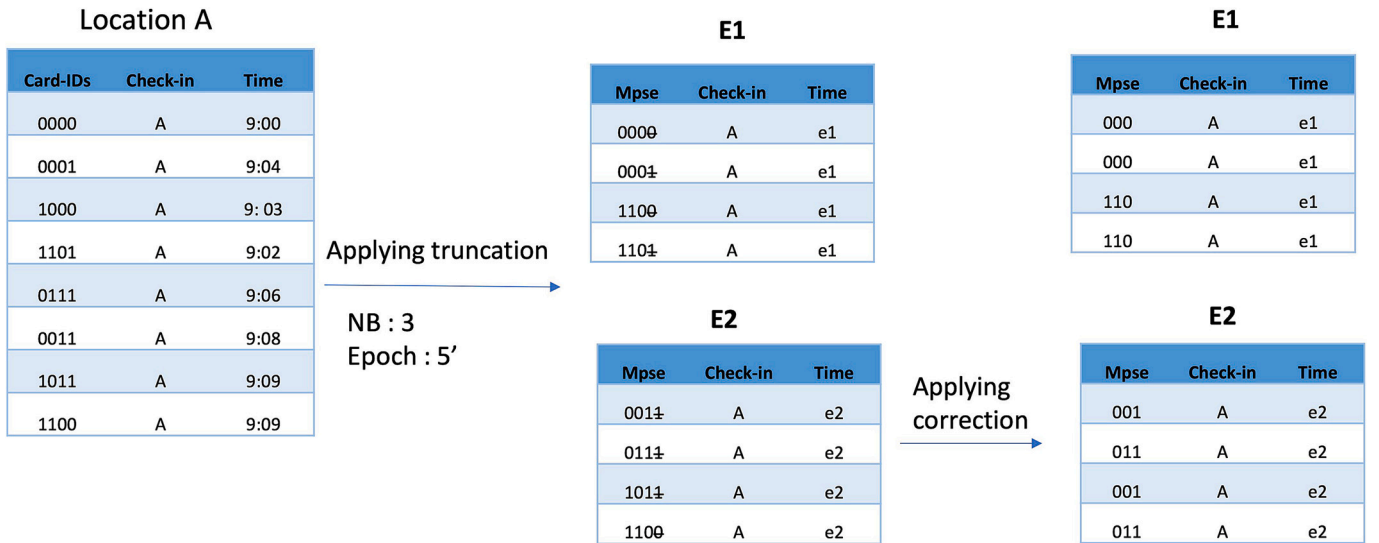 Location A
Card-IDs Check-in Time
0000 A 9:00
0001 A 9:04
1000 A 9: 03
1101 A 9:02
0111 A 9:06
0011 A 9:08
1011 A 9:09
1100 A 9:09
Applying truncation
NB : 3
Epoch : 5’
E1
Mpse Check-in Time
0000 A e1
0001 A e1
1100 A e1
1101 A e1
E2
Mpse Check-in Time
0011 A e2
0111 A e2
1011 A e2
1100 A e2
Applying
correction
E1
Mpse Check-in Time
000 A e1
000 A e1
110 A e1
110 A e1
E2
Mpse Check-in Time
001 A e2
011 A e2
001 A e2
011 A e2